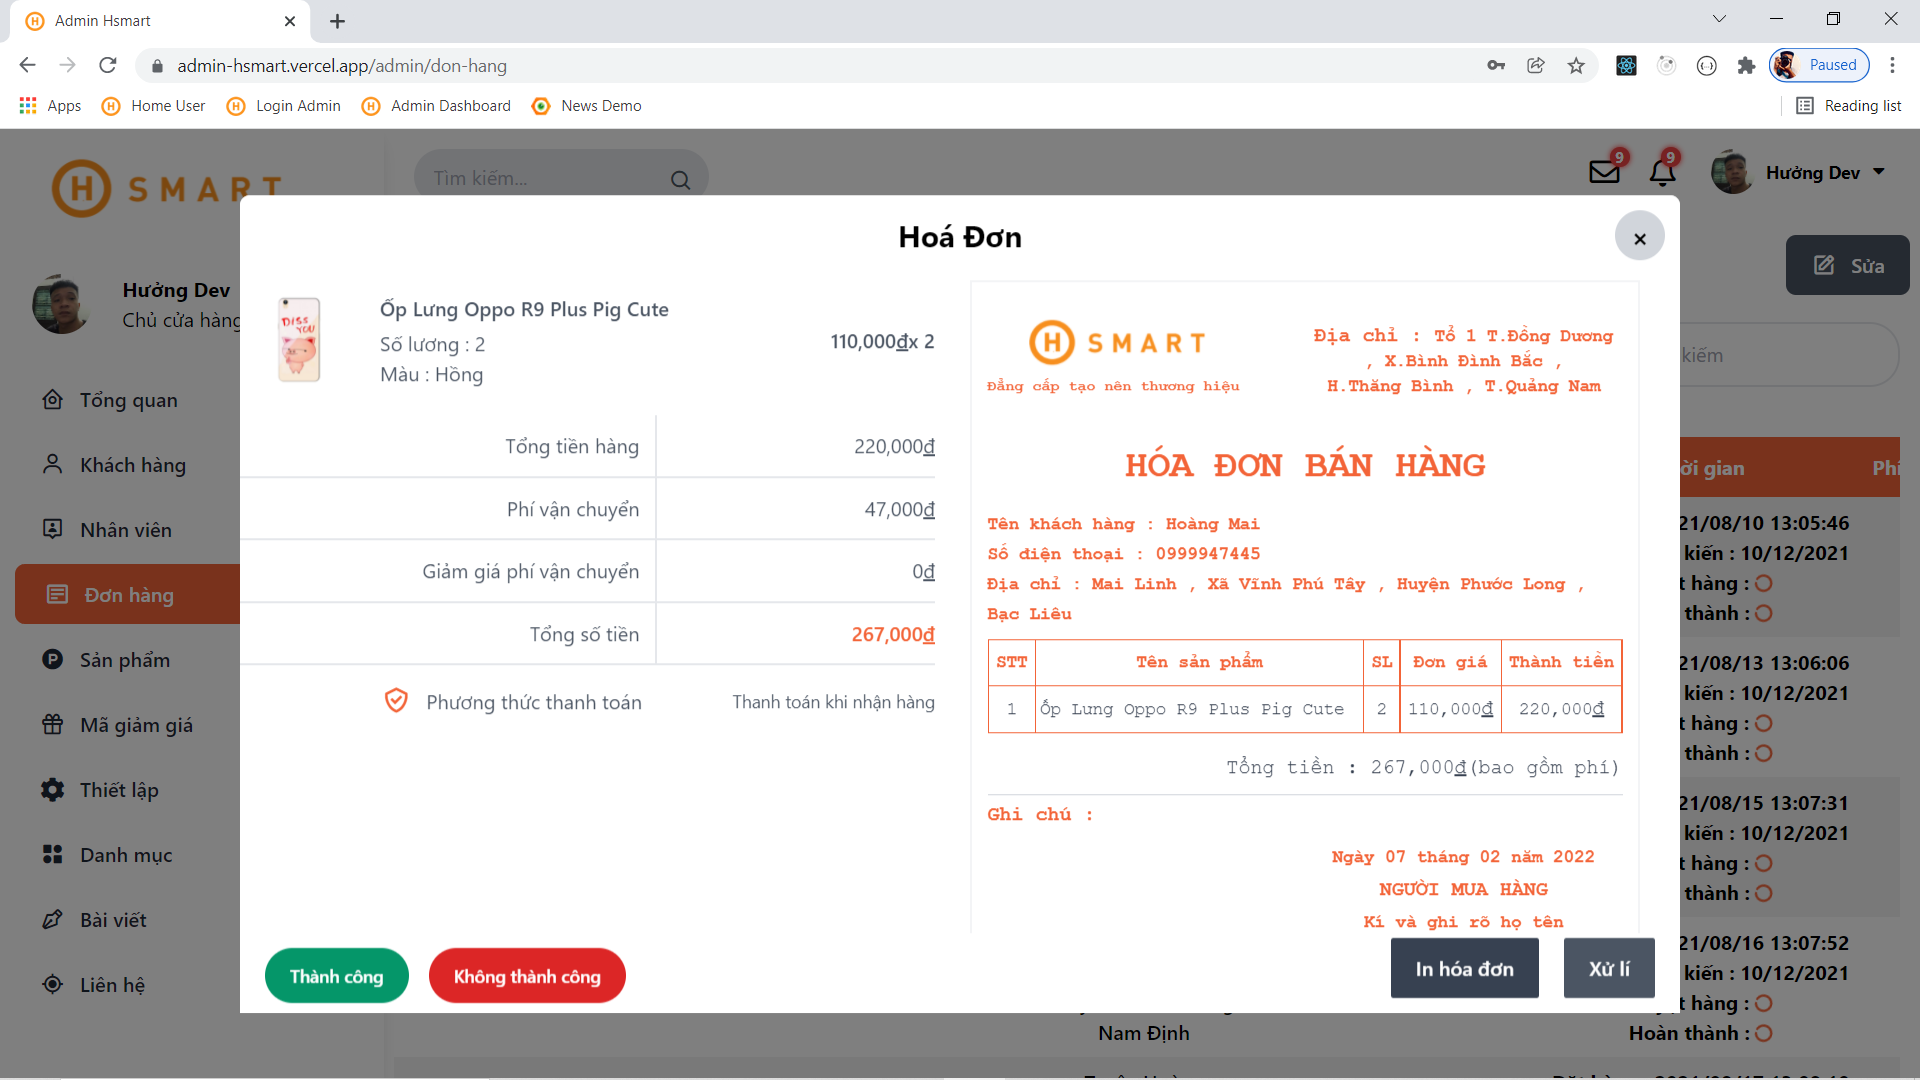 Admin Hsmart
admin-hsmart.vercel.app/admin/don-hang
Paused
Apps
Home User
Login Admin
Admin Dashboard
News Demo
Reading list
H SMART
Tìm kiếm...
9
9
Hưởng Dev
Hưởng Dev
Chủ cửa hàng
Sửa
kiếm
Tổng quan
Khách hàng
Nhân viên
Đơn hàng
Sản phẩm
Mã giảm giá
Thiết lập
Danh mục
Bài viết
Liên hệ
Hoá Đơn
×
DISS YOU
Ốp Lưng Oppo R9 Plus Pig Cute
Số lương : 2
Màu : Hồng
110,000₫x 2
Tổng tiền hàng 220,000₫
Phí vận chuyển 47,000₫
Giảm giá phí vận chuyển 0₫
Tổng số tiền 267,000₫
Phương thức thanh toán Thanh toán khi nhận hàng
H SMART
Đẳng cấp tạo nên thương hiệu
Địa chỉ : Tổ 1 T.Đồng Dương
, X.Bình Đình Bắc ,
H.Thăng Bình , T.Quảng Nam
HÓA ĐƠN BÁN HÀNG
Tên khách hàng : Hoàng Mai
Số điện thoại : 0999947445
Địa chỉ : Mai Linh , Xã Vĩnh Phú Tây , Huyện Phước Long ,
Bạc Liêu
STT Tên sản phẩm SL Đơn giá Thành tiền
1 Ốp Lưng Oppo R9 Plus Pig Cute 2 110,000₫ 220,000₫
Tổng tiền : 267,000₫(bao gồm phí)
Ghi chú :
Ngày 07 tháng 02 năm 2022
NGƯỜI MUA HÀNG
Kí và ghi rõ họ tên
Thành công
Không thành công
In hóa đơn
Xử lí
ời gian
Phí
21/08/10 13:05:46
kiến : 10/12/2021
t hàng :
thành :
21/08/13 13:06:06
kiến : 10/12/2021
t hàng :
thành :
21/08/15 13:07:31
kiến : 10/12/2021
t hàng :
thành :
21/08/16 13:07:52
kiến : 10/12/2021
t hàng :
Nam Định
Hoàn thành :